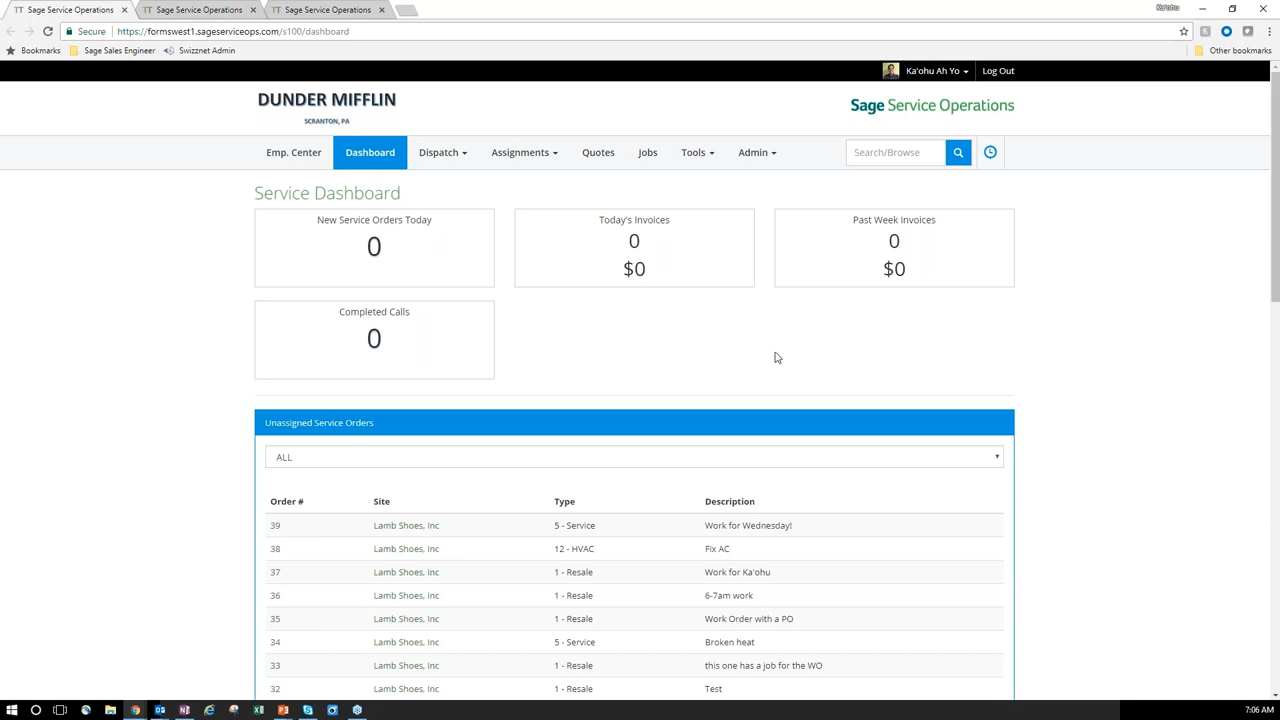 Sage Service Operations
Sage Service Operations
Sage Service Operations
Ka'ohu
Secure
https://formswest1.sageserviceops.com/s100/dashboard
Bookmarks
Sage Sales Engineer
Swizznet Admin
Other bookmarks
Ka'ohu Ah Yo
Log Out
DUNDER MIFFLIN
SCRANTON, PA
Sage Service Operations
Emp. Center
Dashboard
Dispatch
Assignments
Quotes
Jobs
Tools
Admin
Search/Browse
Service Dashboard
New Service Orders Today
0
Today's Invoices
0
$0
Past Week Invoices
0
$0
Completed Calls
0
Unassigned Service Orders
ALL
Order # Site Type Description
39 Lamb Shoes, Inc 5 - Service Work for Wednesday!
38 Lamb Shoes, Inc 12 - HVAC Fix AC
37 Lamb Shoes, Inc 1 - Resale Work for Ka'ohu
36 Lamb Shoes, Inc 1 - Resale 6-7am work
35 Lamb Shoes, Inc 1 - Resale Work Order with a PO
34 Lamb Shoes, Inc 5 - Service Broken heat
33 Lamb Shoes, Inc 1 - Resale this one has a job for the WO
32 Lamb Shoes, Inc 1 - Resale Test
7:06 AM